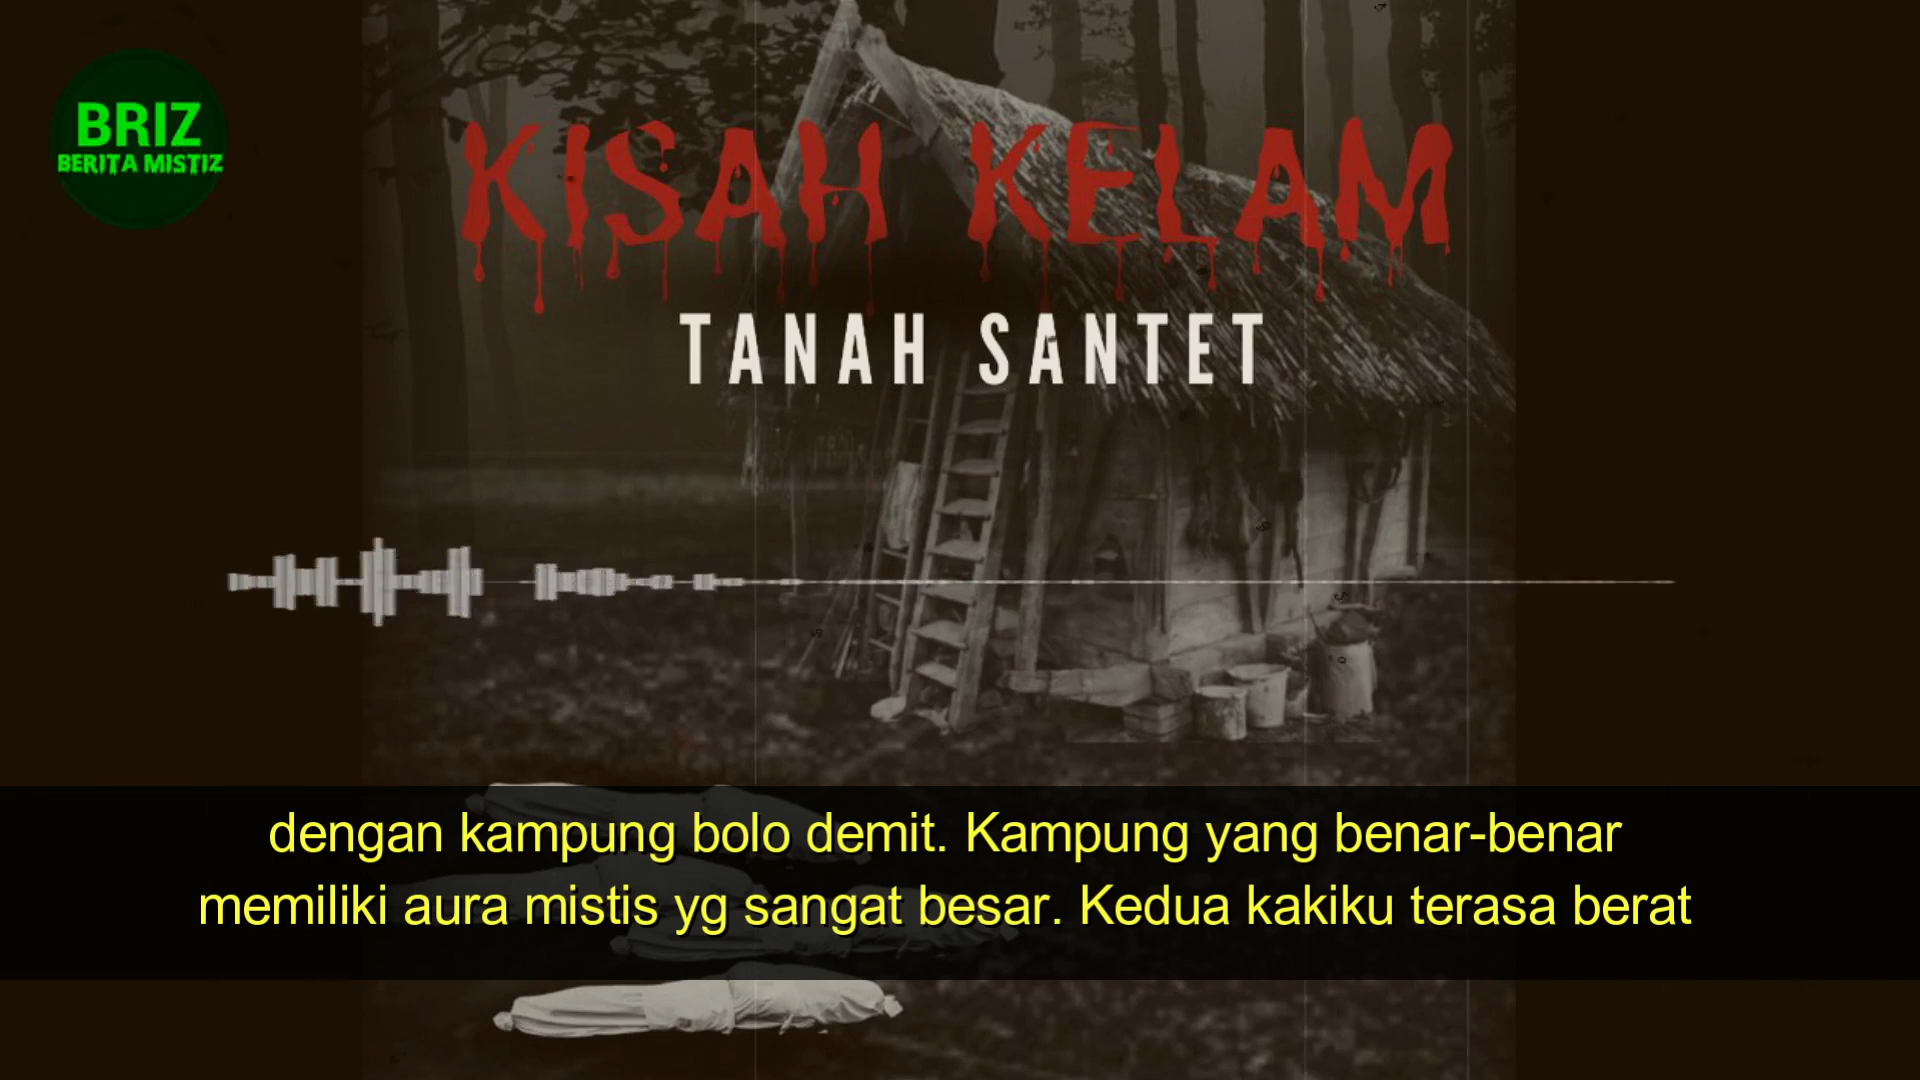 BRIZ
BERITA MISTIZ
KISAH KELAM
TANAH SANTET
dengan kampung bolo demit. Kampung yang benar-benar
memiliki aura mistis yg sangat besar. Kedua kakiku terasa berat